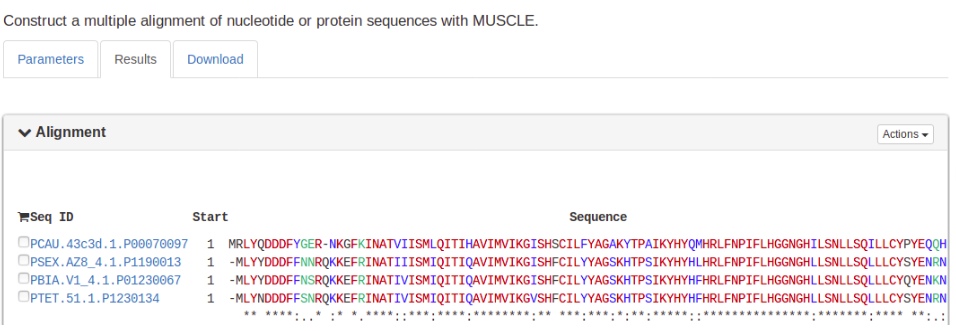 Construct a multiple alignment of nucleotide or protein sequences with MUSCLE.
Parameters Results Download
Alignment Actions
Seq ID Start Sequence
PCAU.43c3d.1.P00070097 1 MRLYQDDDFYGER-NKGFKINATVIISMLQITIHAVIMVIKGISHSCILFYAGAKYTPAIKYHYQMHRLFNPIFLHGGNGHILSNLLSQILLCYPYEQQH
PSEX.AZ8_4.1.P1190013 1 -MLYYDDDFFNNRQKKEFRINATIIISMIQITIQAVIMVIKGISHFCILYYAGSKHTPSIKYHYHLHRLFNPIFLHGGNGHLLSNLLSQLLLCYSYENRN
PBIA.V1_4.1.P01230067 1 -MLYYDDDFFNSRQKKEFRINATIVISMIQITIQAVIMVIKGISHFCILYYAGSKHTPSIKYHYHFHRLFNPIFLHGGNGHLLSNLLSQLLLCYQYENKN
PTET.51.1.P1230134 1 -MLYNDDDFFSNRQKKEFRINATIVISMIQITIQAVIMVIKGVSHFCILYYAGSKHTPSIKYHYHFHRLFNPIFLHGGNGHLLSNLLSQLLLCYSYENRN
** ****:..* :* *.****::***:****:********:** ***:***:*:**:*****::***************:*******:**** **:.: